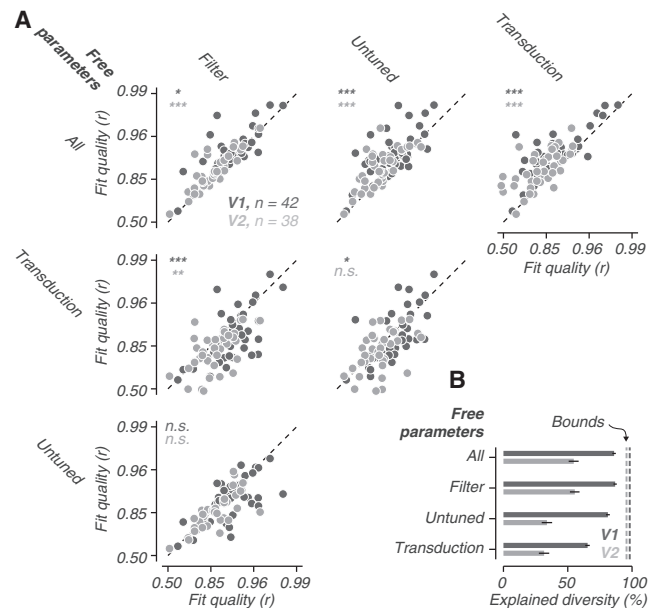 A
Free
parameters
Filter
Untuned
Transduction
All
Fit quality (r)
0.99
0.96
0.85
0.50
*
***
V1, n = 42
V2, n = 38
***
***
***
***
0.50 0.85 0.96 0.99
Fit quality (r)
Transduction
Fit quality (r)
0.99
0.96
0.85
0.50
***
**
*
n.s.
Untuned
Fit quality (r)
0.99
0.96
0.85
0.50
n.s.
n.s.
0.50 0.85 0.96 0.99
Fit quality (r)
B
Free
parameters
Bounds
All
Filter
Untuned
Transduction
V1
V2
0 50 100
Explained diversity (%)